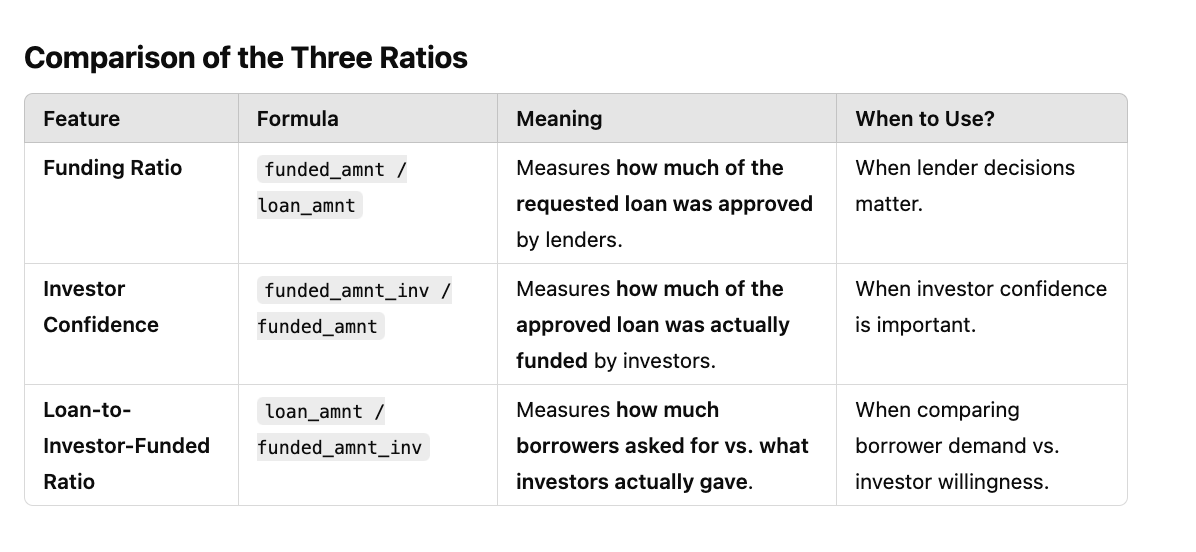 Comparison of the Three Ratios
Feature
Formula
Meaning
When to Use?
Funding Ratio
funded_amnt /
loan_amnt
Measures how much of the
requested loan was approved
by lenders.
When lender decisions
matter.
Investor
Confidence
funded_amnt_inv /
funded_amnt
Measures how much of the
approved loan was actually
funded by investors.
When investor confidence
is important.
Loan-to-
Investor-Funded
Ratio
loan_amnt /
funded_amnt_inv
Measures how much
borrowers asked for vs. what
investors actually gave.
When comparing
borrower demand vs.
investor willingness.